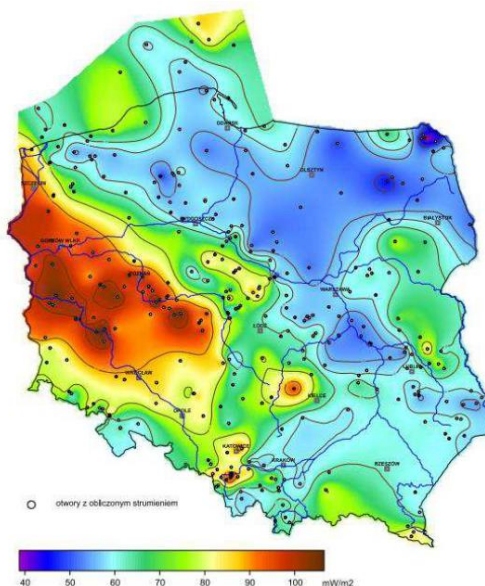 GDAŃSK
OLSZTYN
SZCZECIN
BYDGOSZCZ
BIAŁYSTOK
GORZÓW WLKP.
POZNAŃ
WARSZAWA
ŁÓDŹ
WROCŁAW
KIELCE
OPOLE
KATOWICE
KRAKÓW
RZESZÓW
otwory z obliczonym strumieniem
40 50 60 70 80 90 100 mW/m2